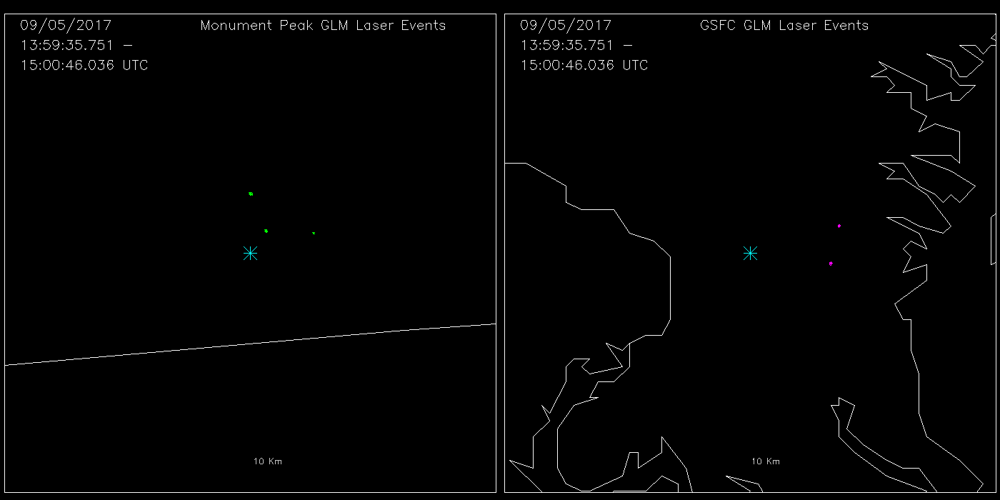 09/05/2017
Monument Peak GLM Laser Events
13:59:35.751 –
15:00:46.036 UTC
10 Km
09/05/2017
GSFC GLM Laser Events
13:59:35.751 –
15:00:46.036 UTC
10 Km